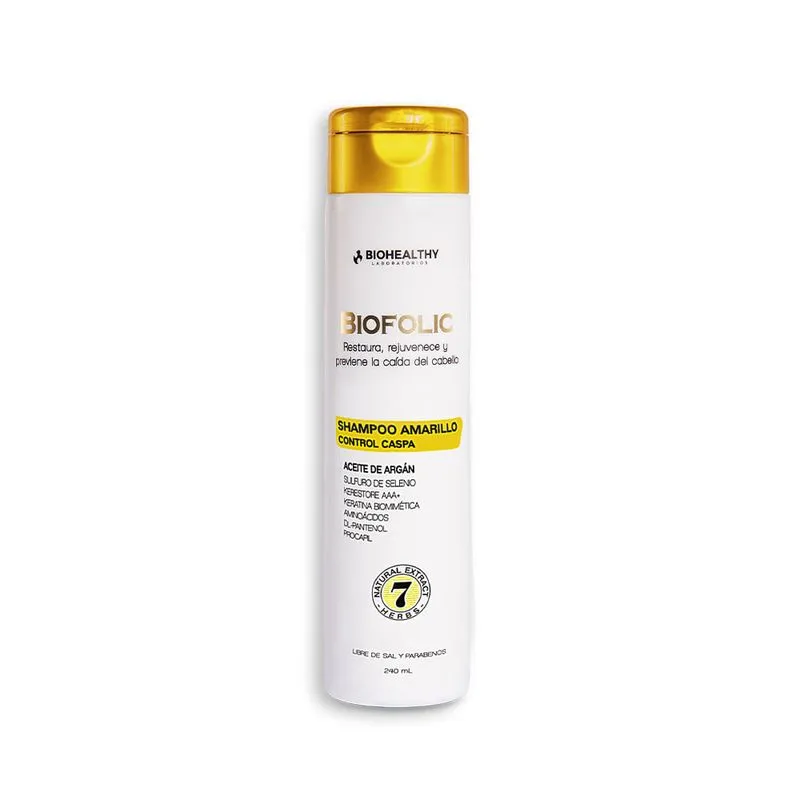 BIOHEALTHY
LABORATORIOS
BIOFOLIC
Restaura, rejuvenece y
previene la caída del cabello
SHAMPOO AMARILLO
CONTROL CASPA
ACEITE DE ARGÁN
SULFURO DE SELENIO
KERESTORE AAA+
KERATINA BIOMIMÉTICA
AMINOÁCIDOS
DL-PANTENOL
PROCAPIL
NATURAL EXTRACT
7
- HERBS -
LIBRE DE SAL Y PARABENOS
240 mL